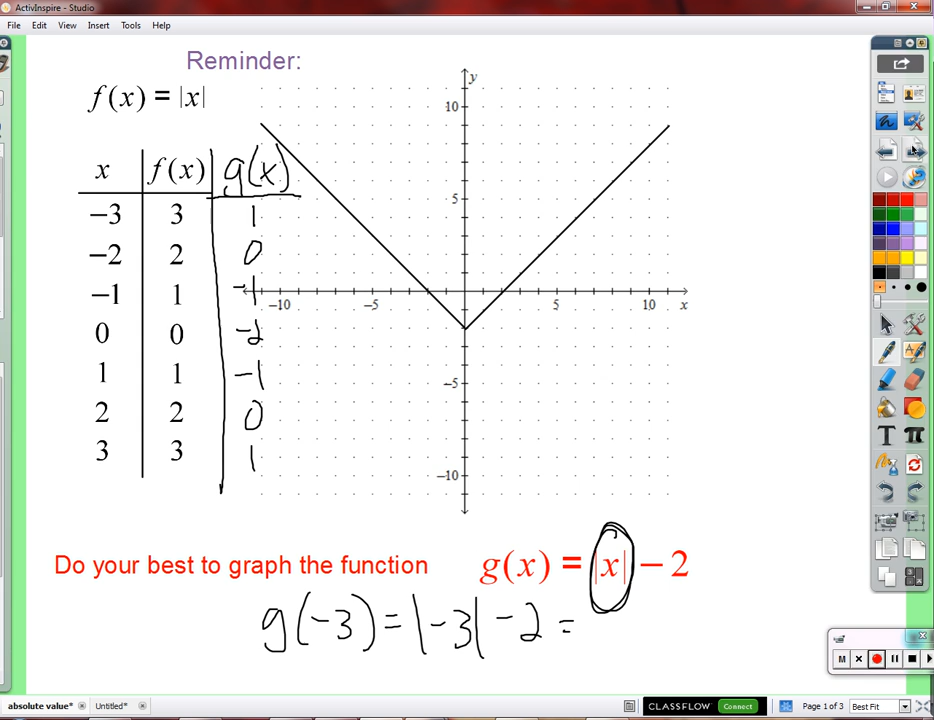 ActivInspire - Studio
File Edit View Insert Tools Help
Reminder:
f(x) = |x|
x f(x) g(x)
−3 3 1
−2 2 0
−1 1 -1
0 0 -2
1 1 -1
2 2 0
3 3 1
y
10
5
−10 −5 5 10 x
−5
−10
Do your best to graph the function g(x) = |x| − 2
g(-3) = |-3| -2 =
M
absolute value* Untitled* CLASSFLOW Connect Page 1 of 3 Best Fit